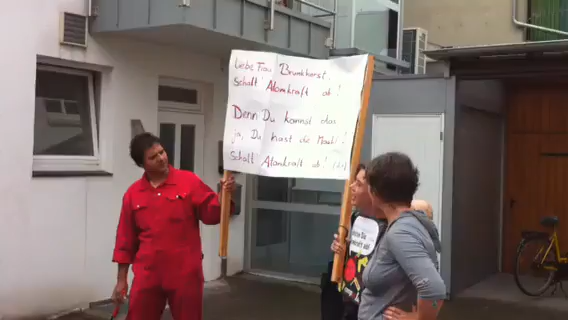 Liebe Frau Brunkhorst,
Schalt' Atomkraft ab!
Denn Du kannst das
ja, Du hast die Macht!
Schalt Atomkraft ab!